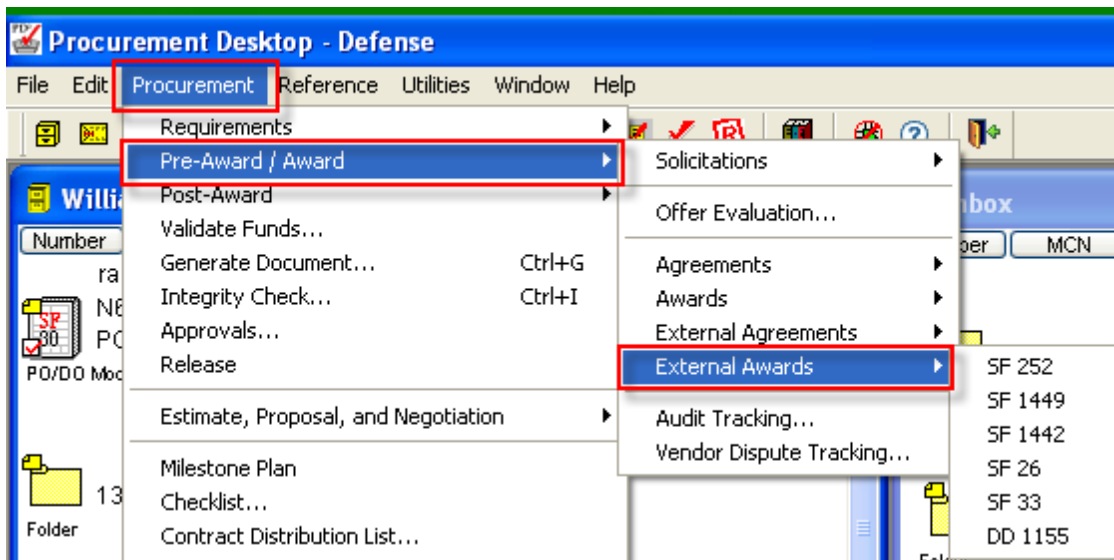 Procurement Desktop - Defense
File Edit Procurement Reference Utilities Window Help
Requirements
Pre-Award / Award
Post-Award
Validate Funds...
Generate Document... Ctrl+G
Integrity Check... Ctrl+I
Approvals...
Release
Estimate, Proposal, and Negotiation
Milestone Plan
Checklist...
Contract Distribution List...
Solicitations
Offer Evaluation...
Agreements
Awards
External Agreements
External Awards
Audit Tracking...
Vendor Dispute Tracking...
SF 252
SF 1449
SF 1442
SF 26
SF 33
DD 1155
Number
SF
30
PO/DO
13
Folder
MCN